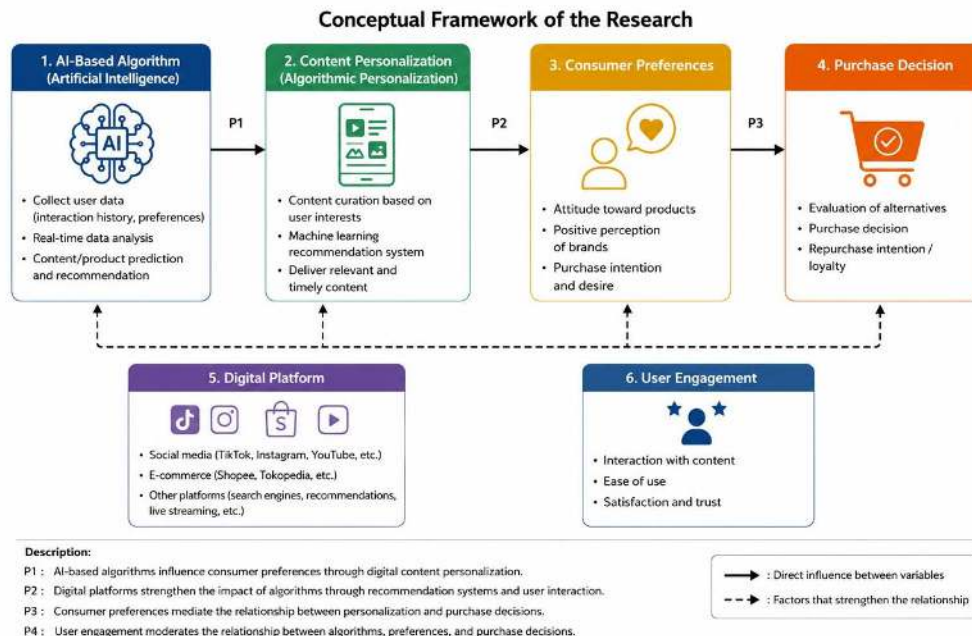 Conceptual Framework of the Research
1. AI-Based Algorithm
(Artificial Intelligence)
AI
• Collect user data
(interaction history, preferences)
• Real-time data analysis
• Content/product prediction
and recommendation
P1
2. Content Personalization
(Algorithmic Personalization)
• Content curation based on
user interests
• Machine learning
recommendation system
• Deliver relevant and
timely content
P2
3. Consumer Preferences
• Attitude toward products
• Positive perception
of brands
• Purchase intention
and desire
P3
4. Purchase Decision
• Evaluation of alternatives
• Purchase decision
• Repurchase intention /
loyalty
5. Digital Platform
S
• Social media (TikTok, Instagram, YouTube, etc.)
• E-commerce (Shopee, Tokopedia, etc.)
• Other platforms (search engines, recommendations,
live streaming, etc.)
6. User Engagement
• Interaction with content
• Ease of use
• Satisfaction and trust
Description:
P1 : AI-based algorithms influence consumer preferences through digital content personalization.
P2 : Digital platforms strengthen the impact of algorithms through recommendation systems and user interaction.
P3 : Consumer preferences mediate the relationship between personalization and purchase decisions.
P4 : User engagement moderates the relationship between algorithms, preferences, and purchase decisions.
: Direct influence between variables
: Factors that strengthen the relationship